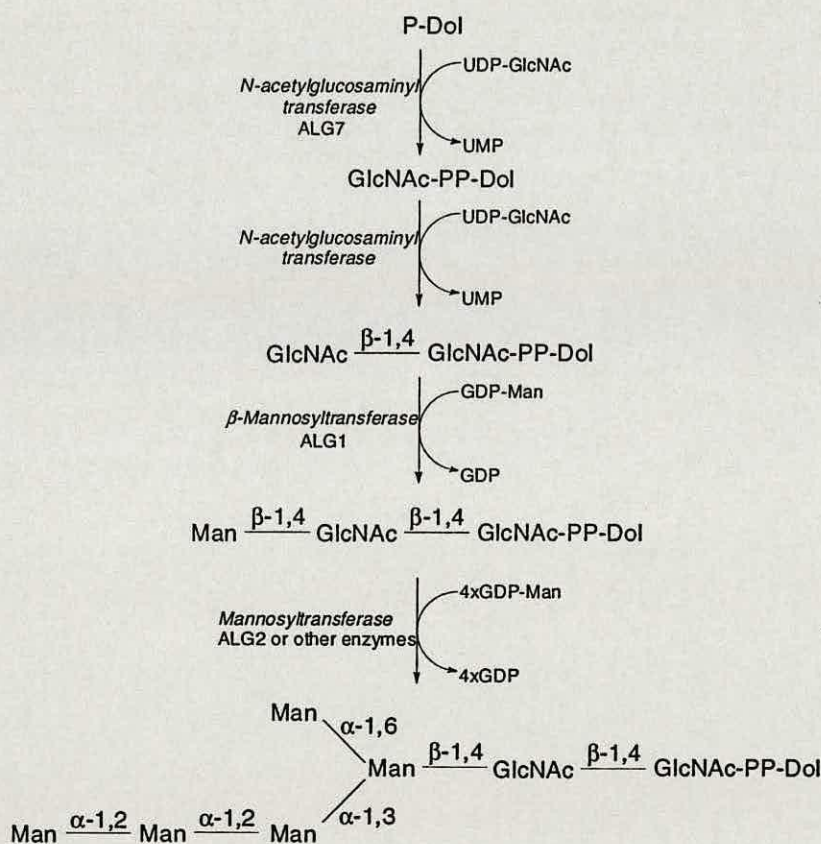 P-Dol
UDP-GlcNAc
N-acetylglucosaminyl
transferase
ALG7
UMP
GlcNAc-PP-Dol
UDP-GlcNAc
N-acetylglucosaminyl
transferase
UMP
GlcNAc β-1,4 GlcNAc-PP-Dol
GDP-Man
β-Mannosyltransferase
ALG1
GDP
Man β-1,4 GlcNAc β-1,4 GlcNAc-PP-Dol
4xGDP-Man
Mannosyltransferase
ALG2 or other enzymes
4xGDP
Man α-1,6
Man β-1,4 GlcNAc β-1,4 GlcNAc-PP-Dol
Man α-1,2 Man α-1,2 Man α-1,3